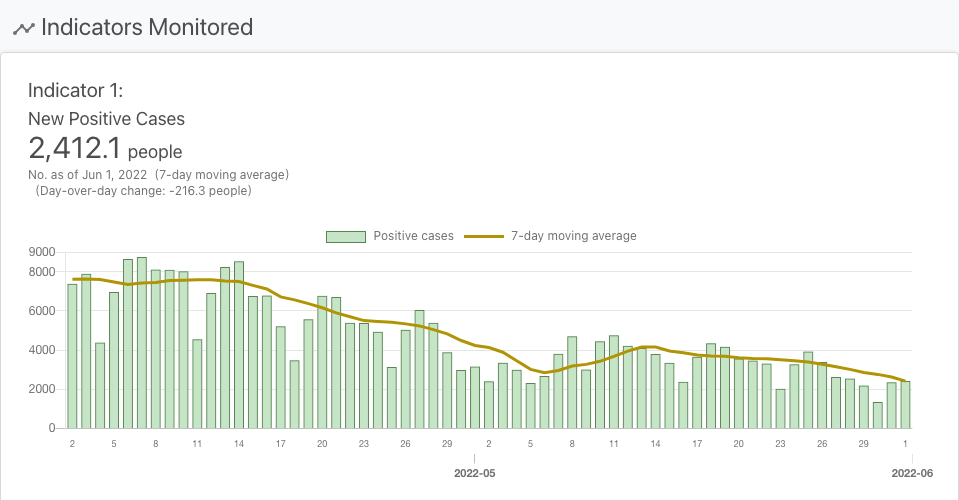 Indicators Monitored
Indicator 1:
New Positive Cases
2,412.1 people
No. as of Jun 1, 2022 (7-day moving average)
(Day-over-day change: -216.3 people)
Positive cases 7-day moving average
9000
8000
6000
4000
2000
0
2 5 8 11 14 17 20 23 26 29 2 5 8 11 14 17 20 23 26 29 1
2022-05 2022-06